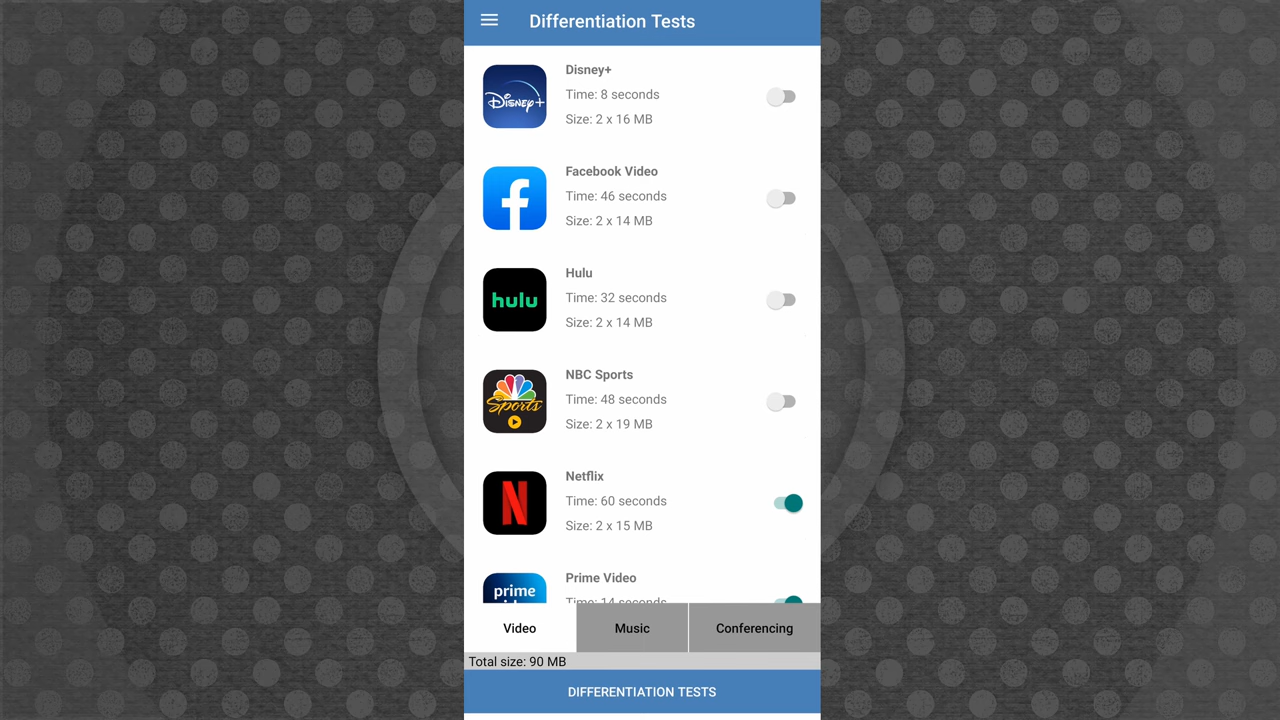 Differentiation Tests
Disney+
Disney+
Time: 8 seconds
Size: 2 x 16 MB
Facebook Video
Time: 46 seconds
Size: 2 x 14 MB
Hulu
hulu
Time: 32 seconds
Size: 2 x 14 MB
NBC Sports
Sports
Time: 48 seconds
Size: 2 x 19 MB
Netflix
N
Time: 60 seconds
Size: 2 x 15 MB
Prime Video
prime
Time: 14 seconds
Video
Music
Conferencing
Total size: 90 MB
DIFFERENTIATION TESTS